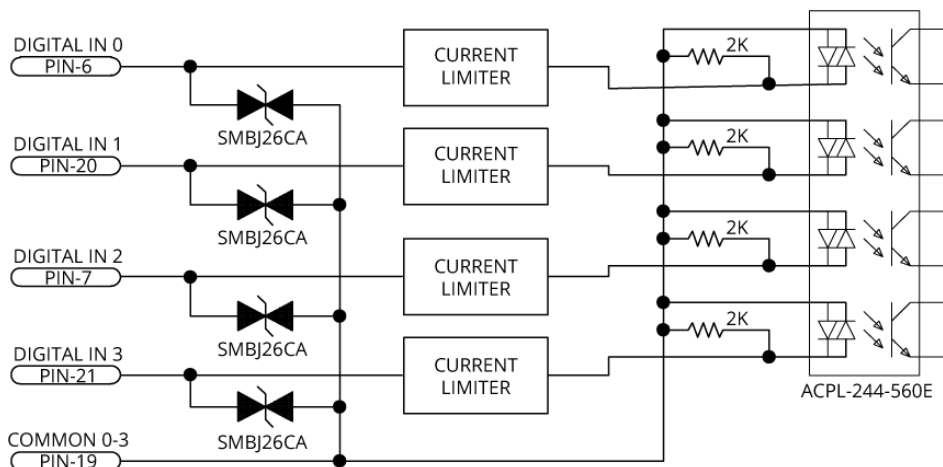 DIGITAL IN 0
PIN-6
SMBJ26CA
CURRENT
LIMITER
2K
DIGITAL IN 1
PIN-20
SMBJ26CA
CURRENT
LIMITER
2K
DIGITAL IN 2
PIN-7
SMBJ26CA
CURRENT
LIMITER
2K
DIGITAL IN 3
PIN-21
SMBJ26CA
CURRENT
LIMITER
2K
ACPL-244-560E
COMMON 0-3
PIN-19